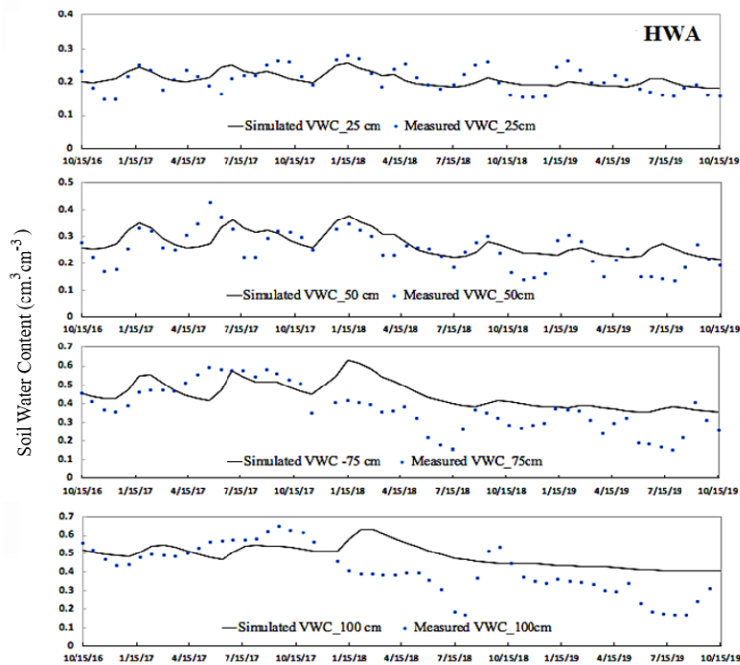 HWA
Soil Water Content (cm³ cm⁻³)
0.4
0.3
0.2
0.1
0
Simulated VWC_25 cm
Measured VWC_25cm
10/15/16 1/15/17 4/15/17 7/15/17 10/15/17 1/15/18 4/15/18 7/15/18 10/15/18 1/15/19 4/15/19 7/15/19 10/15/19
0.5
0.4
0.3
0.2
0.1
0
Simulated VWC_50 cm
Measured VWC_50cm
10/15/16 1/15/17 4/15/17 7/15/17 10/15/17 1/15/18 4/15/18 7/15/18 10/15/18 1/15/19 4/15/19 7/15/19 10/15/19
0.7
0.6
0.5
0.4
0.3
0.2
0.1
0
Simulated VWC -75 cm
Measured VWC_75cm
10/15/16 1/15/17 4/15/17 7/15/17 10/15/17 1/15/18 4/15/18 7/15/18 10/15/18 1/15/19 4/15/19 7/15/19 10/15/19
0.7
0.6
0.5
0.4
0.3
0.2
0.1
0
Simulated VWC_100 cm
Measured VWC_100cm
10/15/16 1/15/17 4/15/17 7/15/17 10/15/17 1/15/18 4/15/18 7/15/18 10/15/18 1/15/19 4/15/19 7/15/19 10/15/19